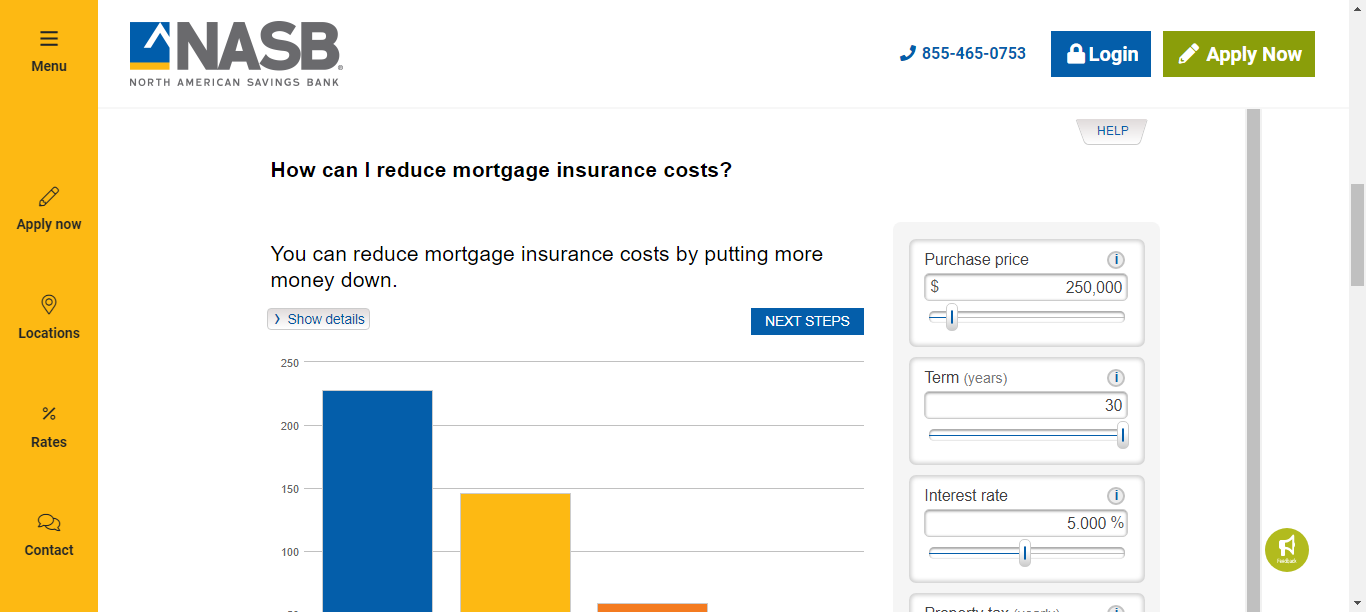 Menu
Apply now
Locations
Rates
Contact
NASB
NORTH AMERICAN SAVINGS BANK
855-465-0753
Login
Apply Now
HELP
How can I reduce mortgage insurance costs?
You can reduce mortgage insurance costs by putting more
money down.
Show details
NEXT STEPS
250
200
150
100
Purchase price
$ 250,000
Term (years)
30
Interest rate
5.000 %
Property tax (yearly)
Feedback